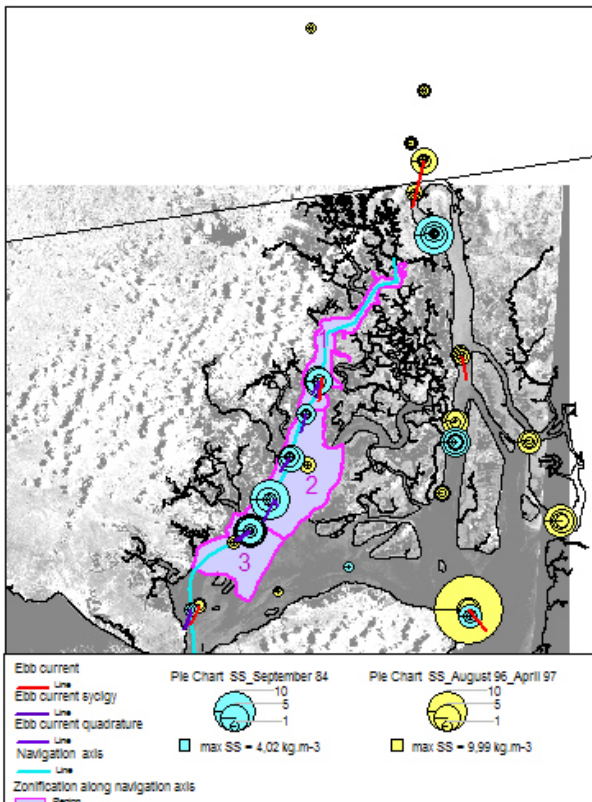 1
2
3
Ebb current
Line
Ebb current sycigy
Line
Ebb current quadrature
Line
Navigation axis
Line
Zonification along navigation axis
Region
Pie Chart SS_September 84
10
5
1
max SS = 4,02 kg.m-3
Pie Chart SS_August 96_April 97
10
5
1
max SS = 9,99 kg.m-3